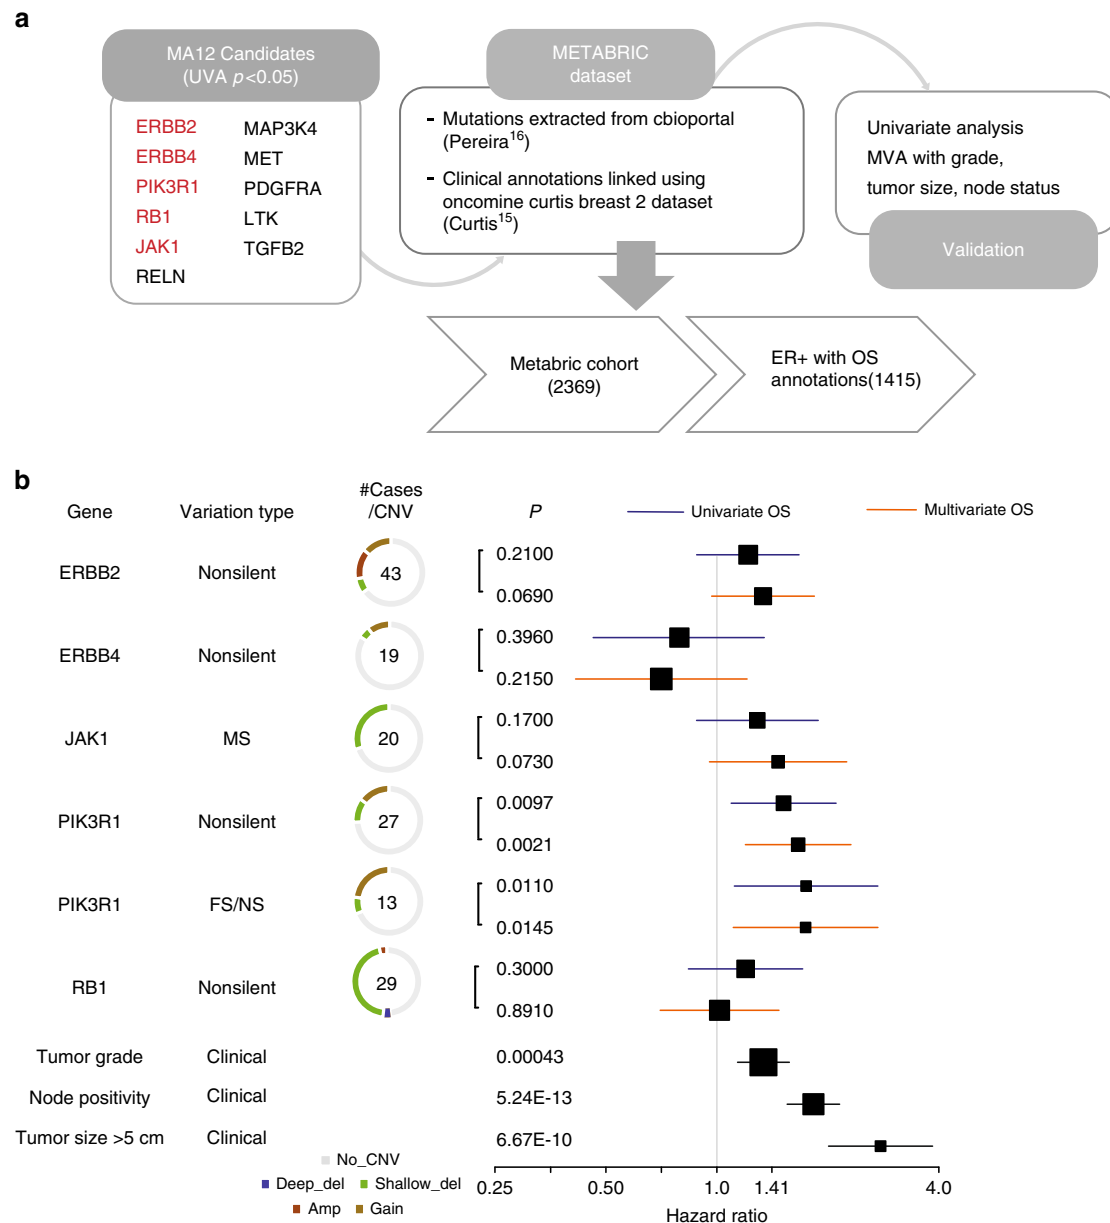 a
MA12 Candidates
(UVA p<0.05)
ERBB2
ERBB4
PIK3R1
RB1
JAK1
RELN
MAP3K4
MET
PDGFRA
LTK
TGFB2
METABRIC
dataset
- Mutations extracted from cbioportal
(Pereira16)
- Clinical annotations linked using
oncomine curtis breast 2 dataset
(Curtis15)
Univariate analysis
MVA with grade,
tumor size, node status
Validation
Metabric cohort
(2369)
ER+ with OS
annotations(1415)
b
Gene Variation type #Cases
/CNV P Univariate OS Multivariate OS
ERBB2 Nonsilent 43 0.2100
0.0690
ERBB4 Nonsilent 19 0.3960
0.2150
JAK1 MS 20 0.1700
0.0730
PIK3R1 Nonsilent 27 0.0097
0.0021
PIK3R1 FS/NS 13 0.0110
0.0145
RB1 Nonsilent 29 0.3000
0.8910
Tumor grade Clinical 0.00043
Node positivity Clinical 5.24E-13
Tumor size >5 cm Clinical 6.67E-10
No_CNV
Deep_del Shallow_del
Amp Gain
0.25 0.50 1.0 1.41 4.0
Hazard ratio